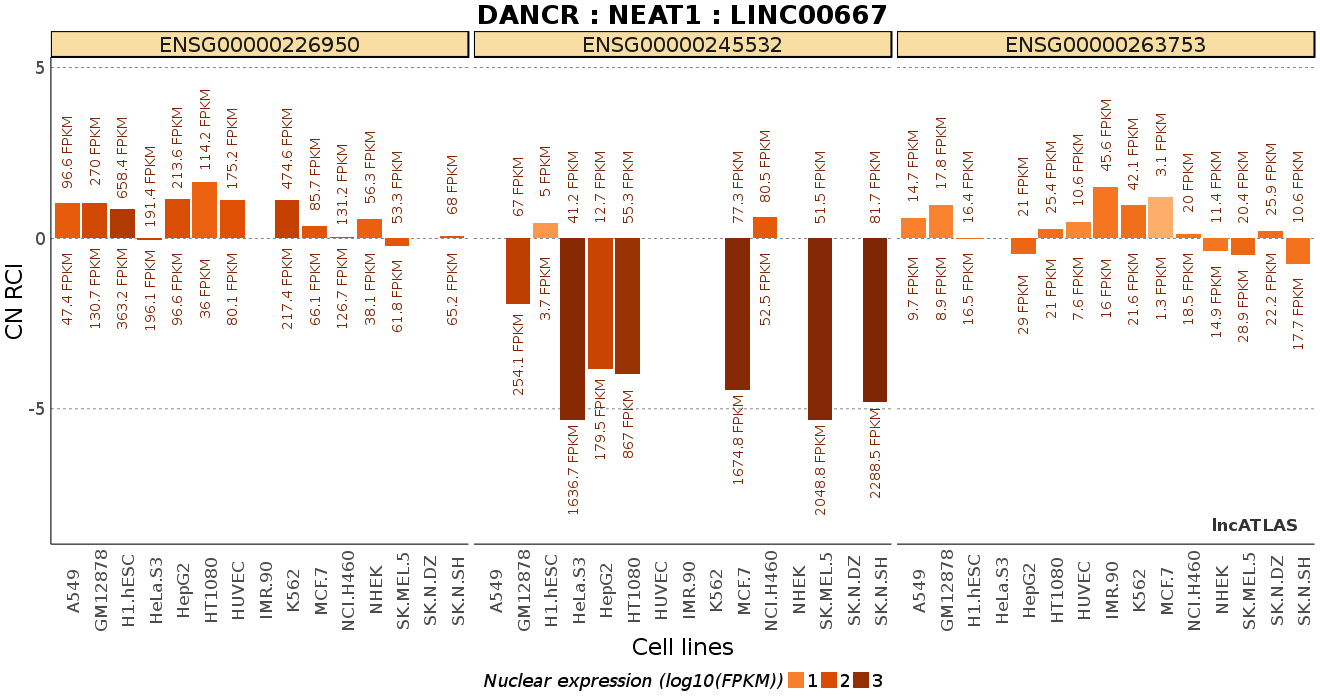 DANCR : NEAT1 : LINC00667
ENSG00000226950 ENSG00000245532 ENSG00000263753
CN RCI
5
0
-5
96.6 FPKM 270 FPKM 658.4 FPKM 191.4 FPKM 213.6 FPKM 114.2 FPKM 175.2 FPKM 474.6 FPKM 85.7 FPKM 131.2 FPKM 56.3 FPKM 53.3 FPKM 68 FPKM
47.4 FPKM 130.7 FPKM 363.2 FPKM 196.1 FPKM 96.6 FPKM 36 FPKM 80.1 FPKM 217.4 FPKM 66.1 FPKM 126.7 FPKM 38.1 FPKM 61.8 FPKM 65.2 FPKM
67 FPKM 5 FPKM 41.2 FPKM 12.7 FPKM 55.3 FPKM 77.3 FPKM 80.5 FPKM 51.5 FPKM 81.7 FPKM
254.1 FPKM 3.7 FPKM 1636.7 FPKM 179.5 FPKM 867 FPKM 1674.8 FPKM 52.5 FPKM 2048.8 FPKM 2288.5 FPKM
14.7 FPKM 17.8 FPKM 16.4 FPKM 21 FPKM 25.4 FPKM 10.6 FPKM 45.6 FPKM 42.1 FPKM 3.1 FPKM 20 FPKM 11.4 FPKM 20.4 FPKM 25.9 FPKM 10.6 FPKM
9.7 FPKM 8.9 FPKM 16.5 FPKM 29 FPKM 21 FPKM 7.6 FPKM 16 FPKM 21.6 FPKM 1.3 FPKM 18.5 FPKM 14.9 FPKM 28.9 FPKM 22.2 FPKM 17.7 FPKM
lncATLAS
A549 GM12878 H1.hESC HeLa.S3 HepG2 HT1080 HUVEC IMR.90 K562 MCF.7 NCI.H460 NHEK SK.MEL.5 SK.N.DZ SK.N.SH
A549 GM12878 H1.hESC HeLa.S3 HepG2 HT1080 HUVEC IMR.90 K562 MCF.7 NCI.H460 NHEK SK.MEL.5 SK.N.DZ SK.N.SH
A549 GM12878 H1.hESC HeLa.S3 HepG2 HT1080 HUVEC IMR.90 K562 MCF.7 NCI.H460 NHEK SK.MEL.5 SK.N.DZ SK.N.SH
Cell lines
Nuclear expression (log10(FPKM)) 1 2 3